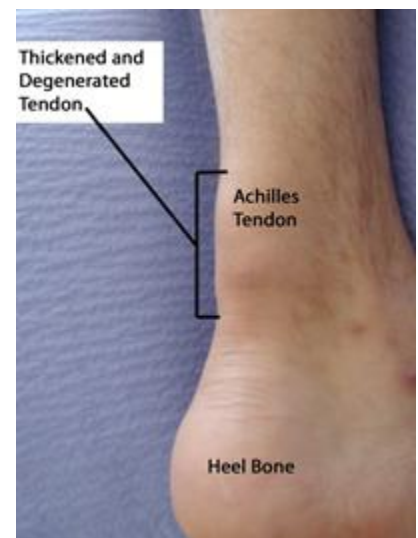 Thickened and
Degenerated
Tendon
Achilles
Tendon
Heel Bone